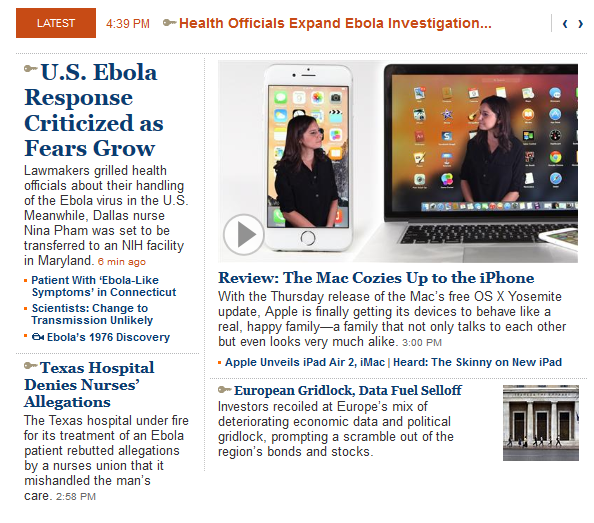 LATEST 4:39 PM Health Officials Expand Ebola Investigation... ‹ ›
U.S. Ebola
Response
Criticized as
Fears Grow
Lawmakers grilled health
officials about their handling
of the Ebola virus in the U.S.
Meanwhile, Dallas nurse
Nina Pham was set to be
transferred to an NIH facility
in Maryland. 6 min ago
Patient With ‘Ebola-Like
Symptoms’ in Connecticut
Scientists: Change to
Transmission Unlikely
Ebola’s 1976 Discovery
Texas Hospital
Denies Nurses’
Allegations
The Texas hospital under fire
for its treatment of an Ebola
patient rebutted allegations
by a nurses union that it
mishandled the man’s
care. 2:58 PM
Review: The Mac Cozies Up to the iPhone
With the Thursday release of the Mac’s free OS X Yosemite
update, Apple is finally getting its devices to behave like a
real, happy family—a family that not only talks to each other
but even looks very much alike. 3:00 PM
Apple Unveils iPad Air 2, iMac | Heard: The Skinny on New iPad
European Gridlock, Data Fuel Selloff
Investors recoiled at Europe’s mix of
deteriorating economic data and political
gridlock, prompting a scramble out of the
region’s bonds and stocks.